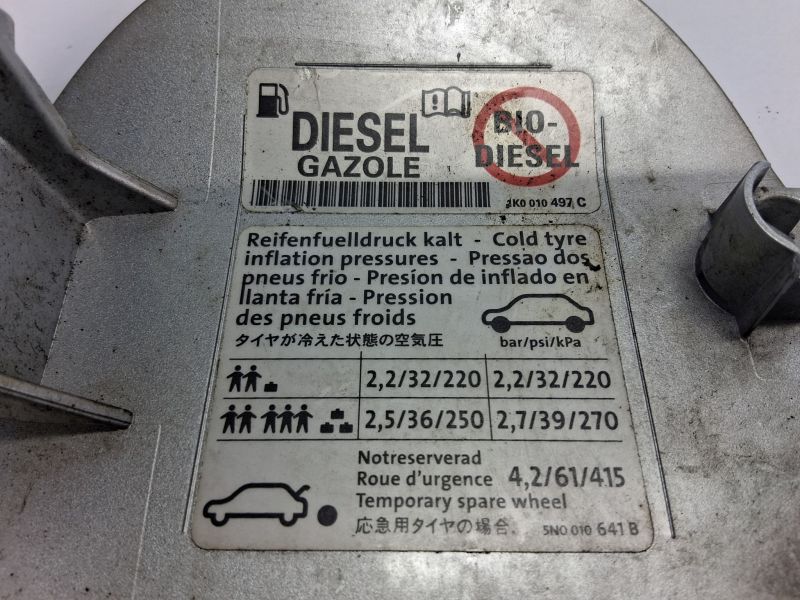 DIESEL
GAZOLE
BIO-
DIESEL
1K0 010 497 C
Reifenfuelldruck kalt - Cold tyre
inflation pressures - Pressao dos
pneus frio - Presíon de inflado en
llanta fría - Pression
des pneus froids
タイヤが冷えた状態の空気圧
bar/psi/kPa
2,2/32/220 2,2/32/220
2,5/36/250 2,7/39/270
Notreserverad
Roue d'urgence 4,2/61/415
Temporary spare wheel
応急用タイヤの場合.
5N0 010 641 B